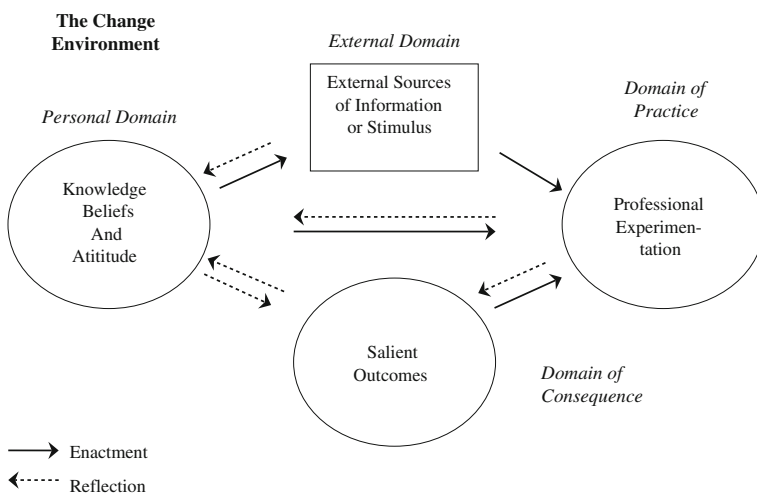 The Change
Environment
External Domain
External Sources
of Information
or Stimulus
Domain of
Practice
Personal Domain
Knowledge
Beliefs
And
Atititude
Professional
Experimen-
tation
Salient
Outcomes
Domain of
Consequence
Enactment
Reflection